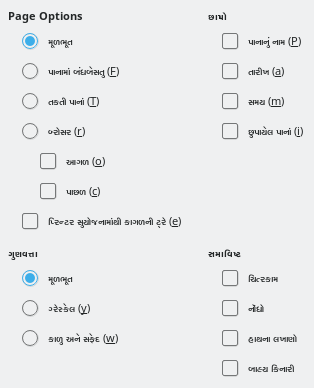 Page Options
મૂળભૂત
પાનામાં બંધબેસતુ (F)
તકતી પાનાં (T)
બ્રોસર (r)
આગળ (o)
પાછળ (c)
પ્રિન્ટર સુયોજનામાંથી કાગળની ટ્રે (e)
છાપો
પાનાનું નામ (P)
તારીખ (a)
સમય (m)
છુપાયેલ પાનાં (i)
ગુણવત્તા
મૂળભૂત
ગ્રેસ્કેલ (y)
કાળુ અને સફેદ (w)
સમાવિષ્ટ
ચિત્રકામ
નોંધો
હાથના લખાણો
બાહ્ય કિનારી